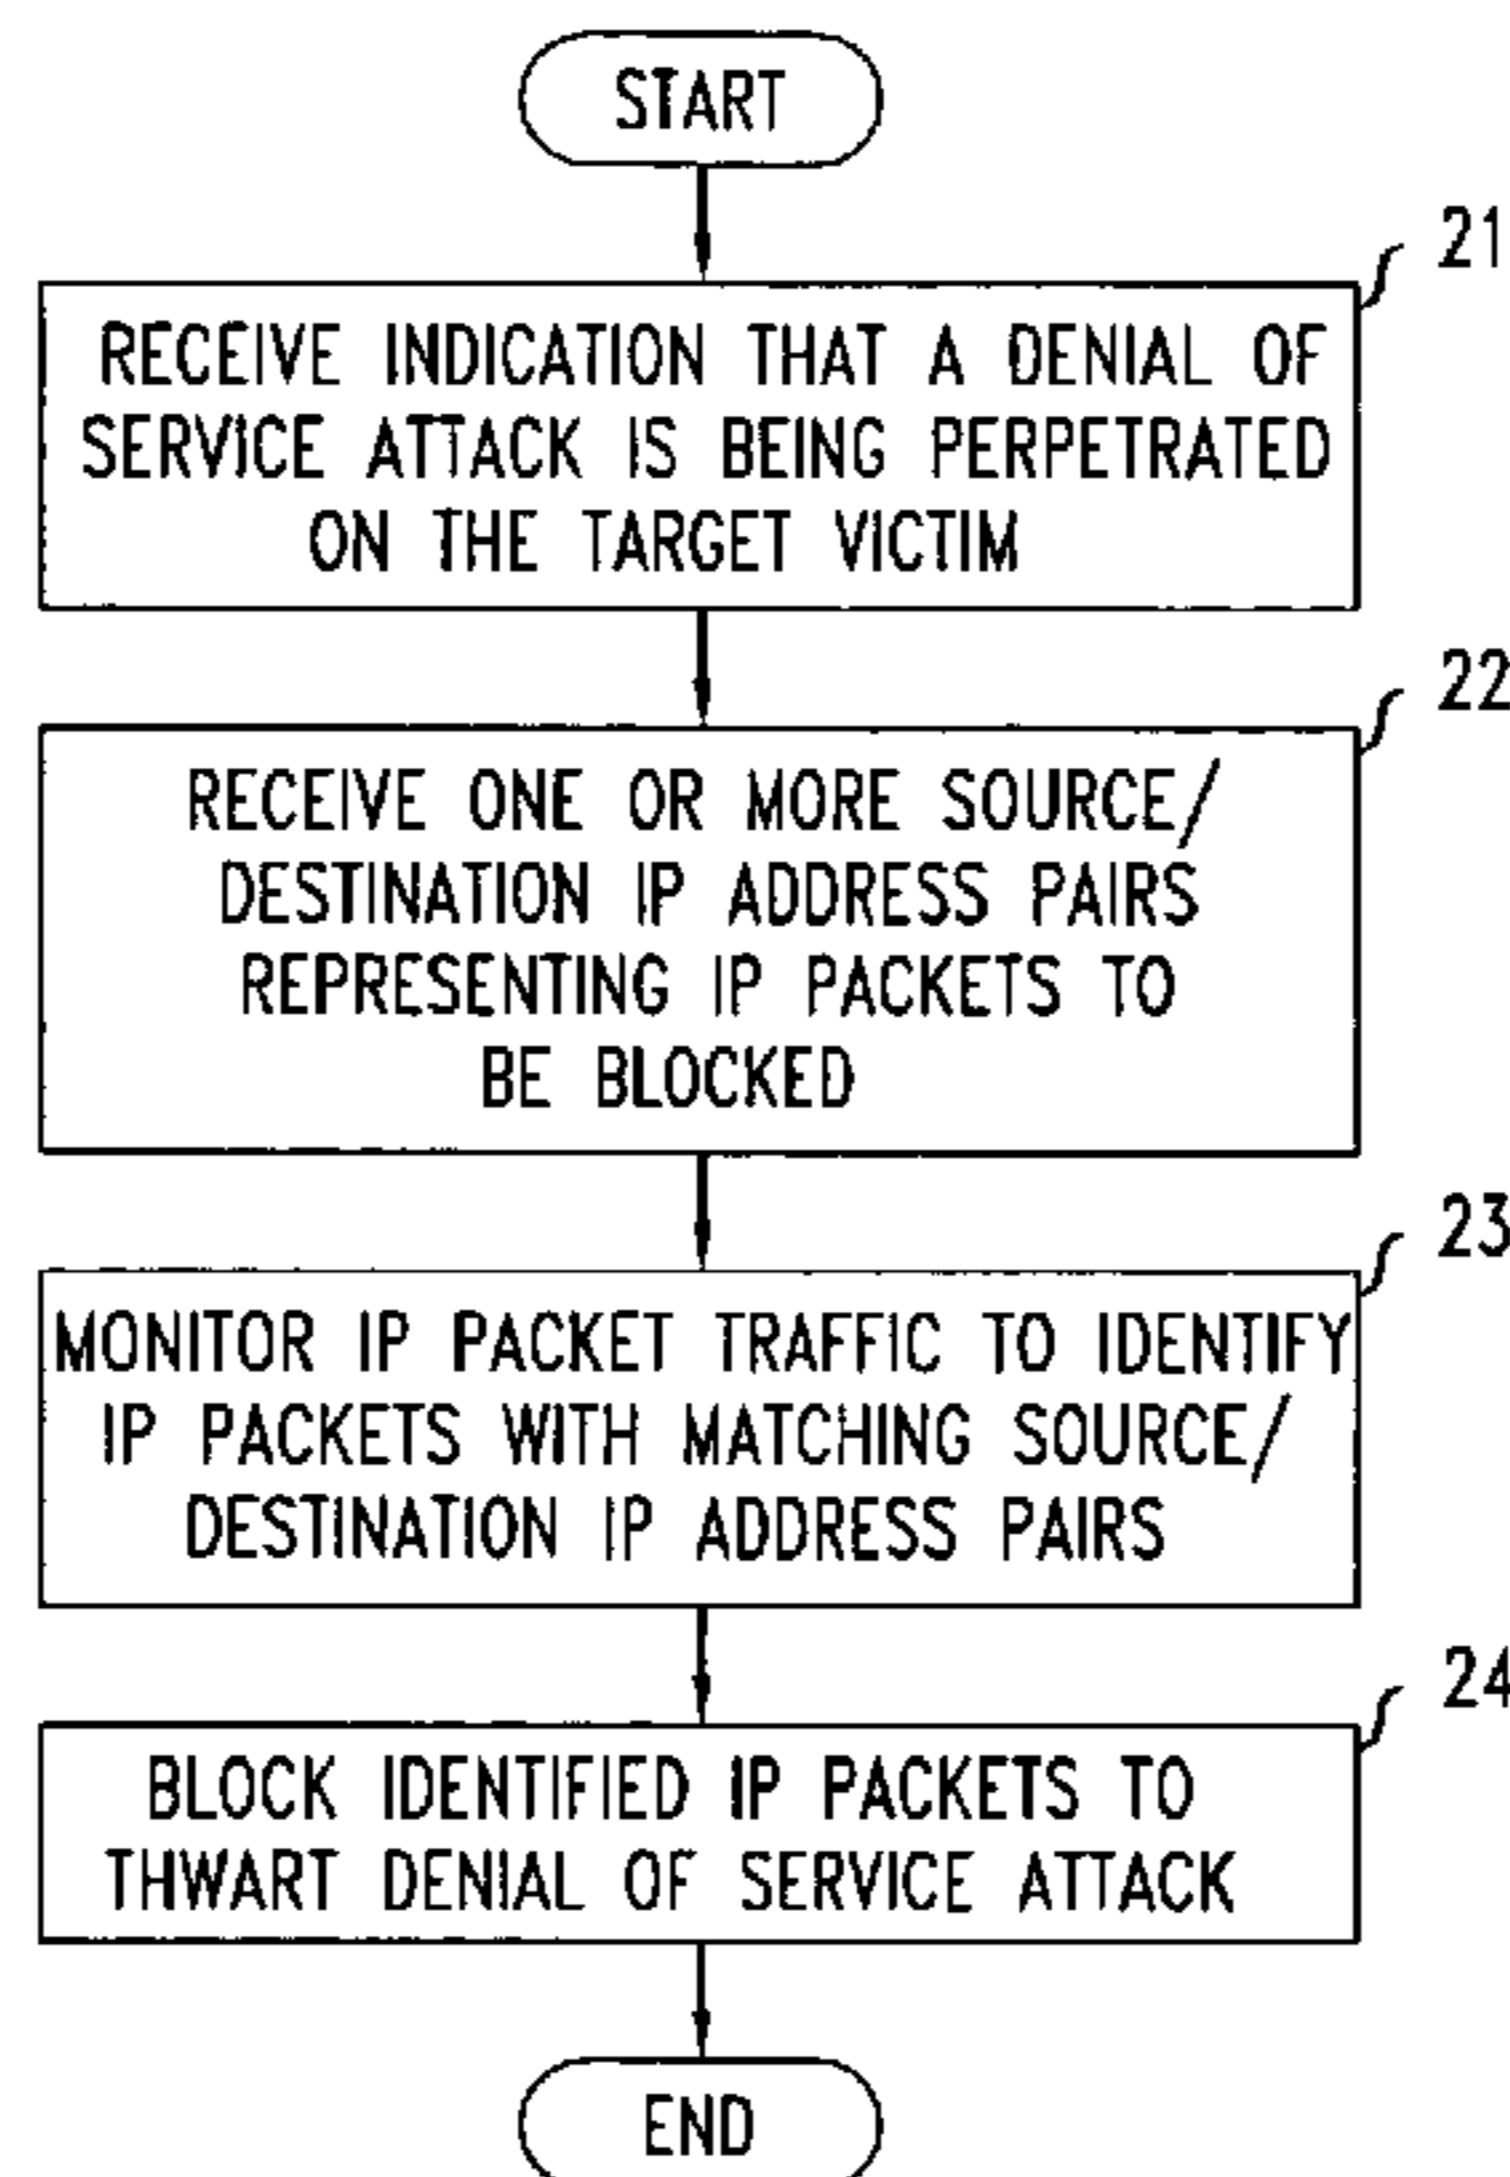 START
21
RECEIVE INDICATION THAT A DENIAL OF
SERVICE ATTACK IS BEING PERPETRATED
ON THE TARGET VICTIM
22
RECEIVE ONE OR MORE SOURCE/
DESTINATION IP ADDRESS PAIRS
REPRESENTING IP PACKETS TO
BE BLOCKED
23
MONITOR IP PACKET TRAFFIC TO IDENTIFY
IP PACKETS WITH MATCHING SOURCE/
DESTINATION IP ADDRESS PAIRS
24
BLOCK IDENTIFIED IP PACKETS TO
THWART DENIAL OF SERVICE ATTACK
END